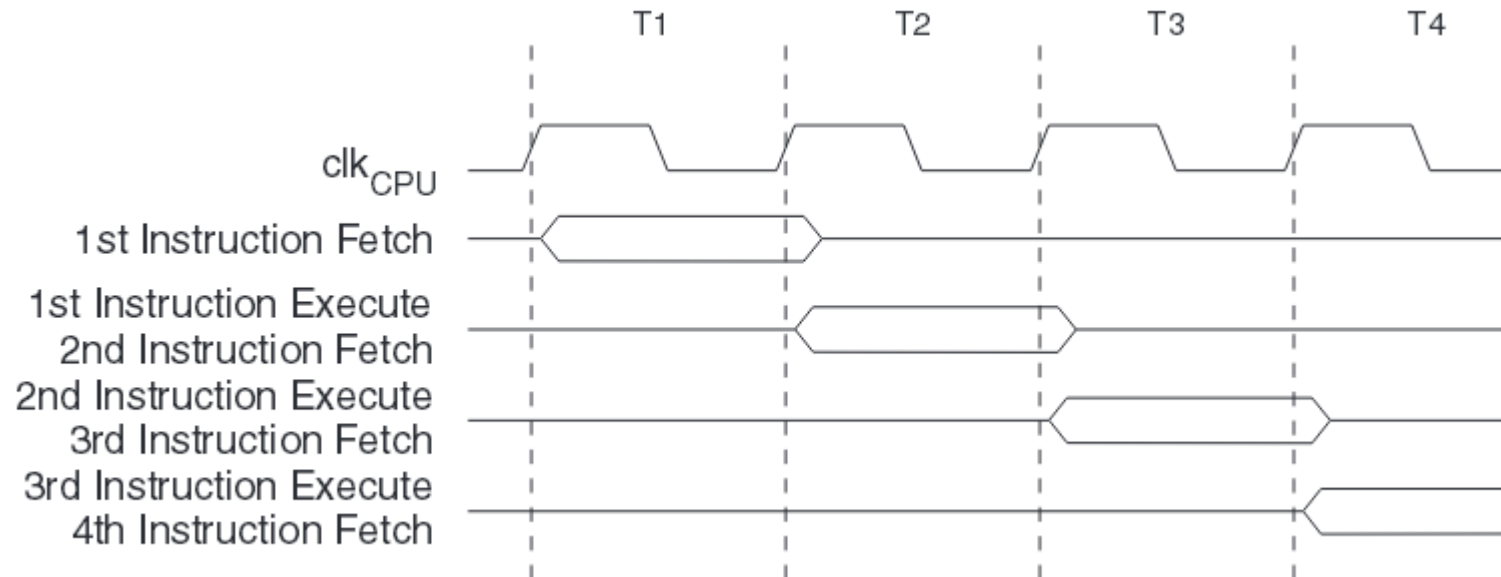 T1 T2 T3 T4
clkCPU
1st Instruction Fetch
1st Instruction Execute
2nd Instruction Fetch
2nd Instruction Execute
3rd Instruction Fetch
3rd Instruction Execute
4th Instruction Fetch